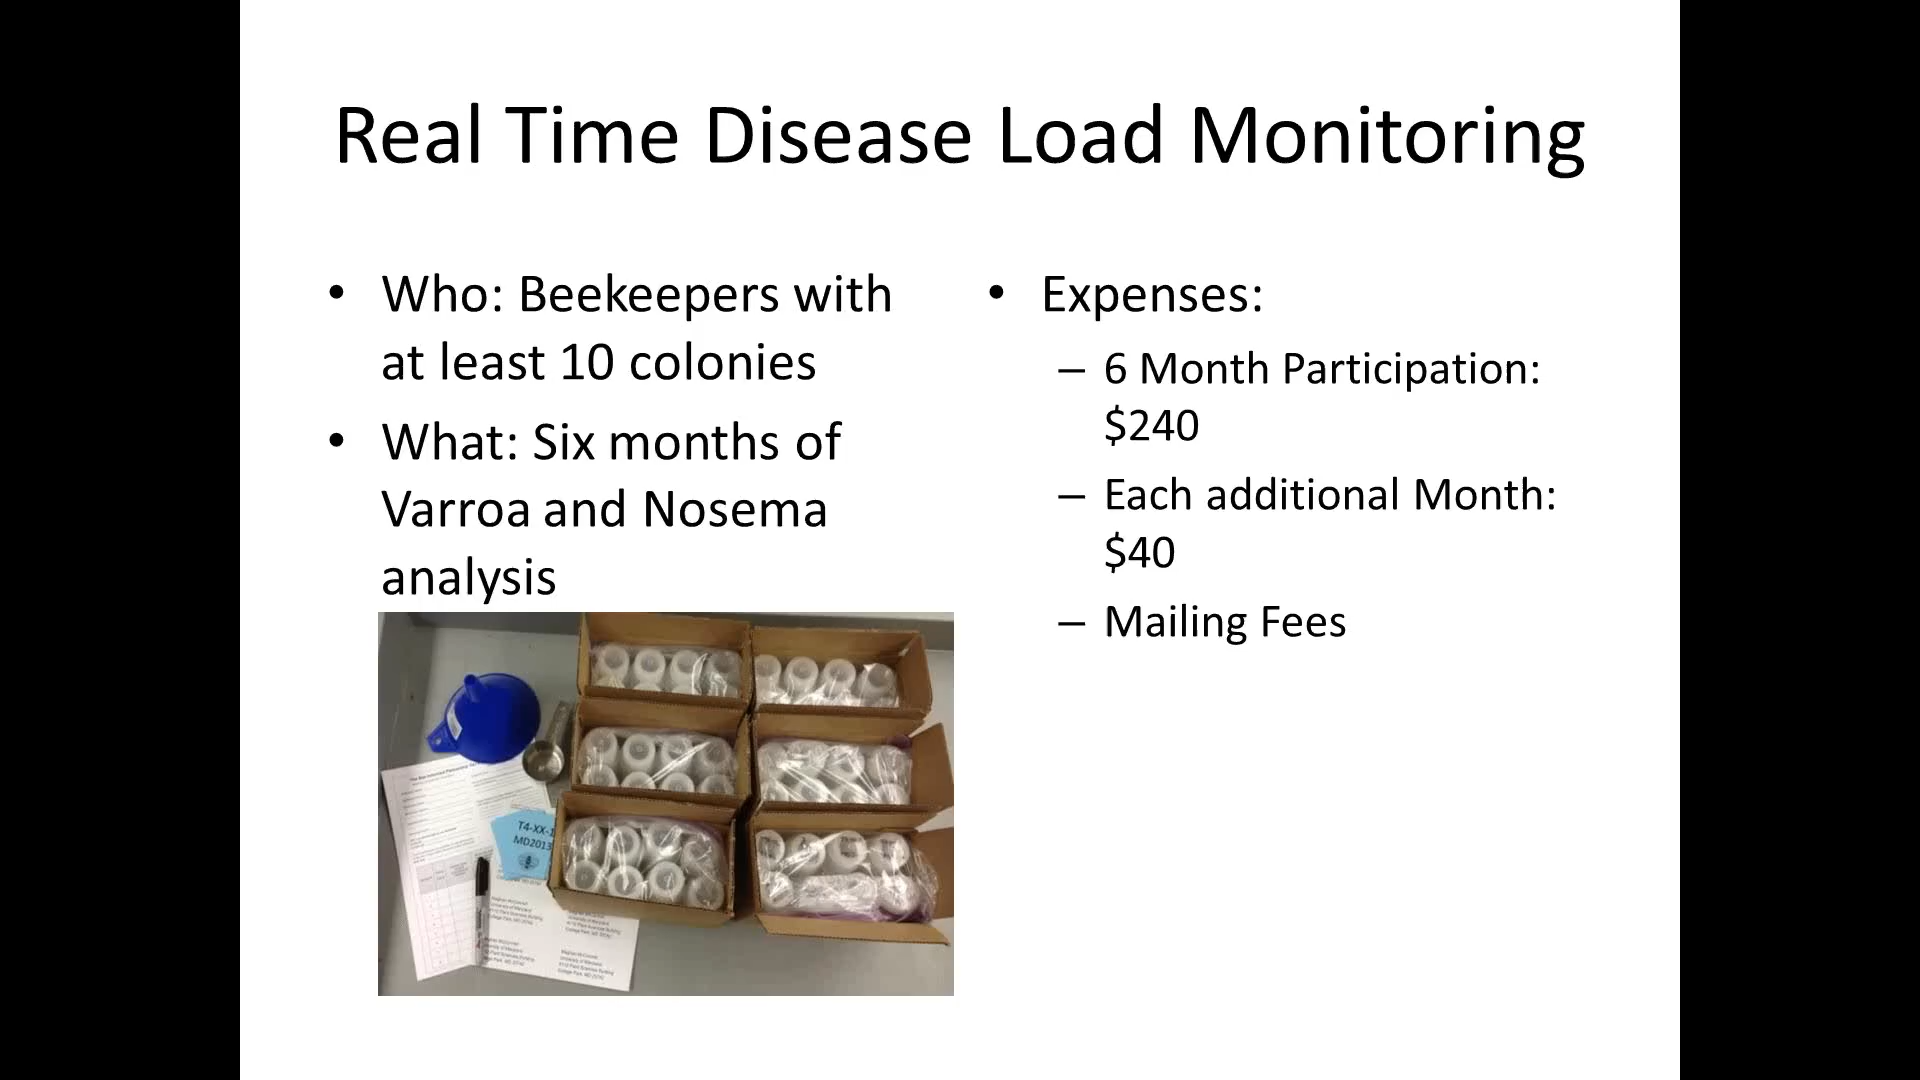 Real Time Disease Load Monitoring
• Who: Beekeepers with
at least 10 colonies
• What: Six months of
Varroa and Nosema
analysis
• Expenses:
– 6 Month Participation:
$240
– Each additional Month:
$40
– Mailing Fees
T4-XX-1
MD2013